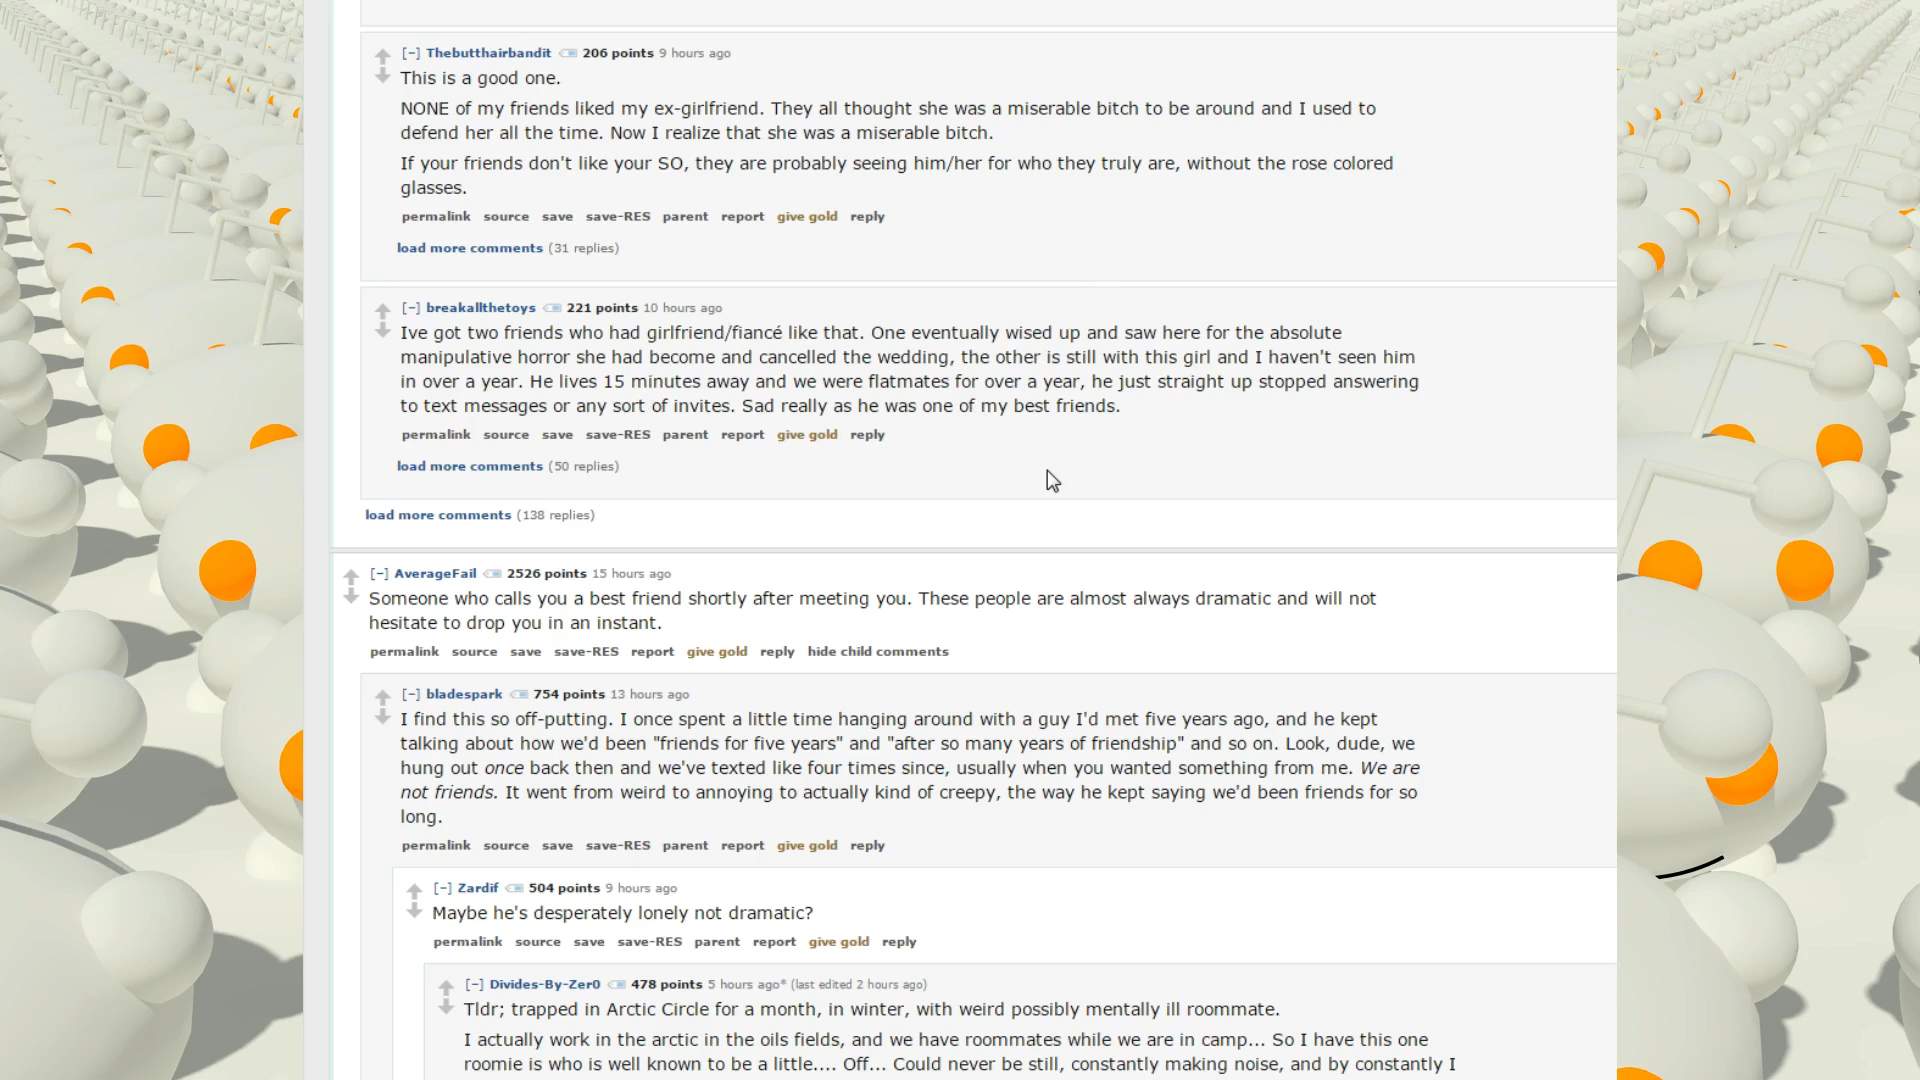 [–] Thebutthairbandit 206 points 9 hours ago
This is a good one.
NONE of my friends liked my ex-girlfriend. They all thought she was a miserable bitch to be around and I used to
defend her all the time. Now I realize that she was a miserable bitch.
If your friends don't like your SO, they are probably seeing him/her for who they truly are, without the rose colored
glasses.
permalink source save save-RES parent report give gold reply
load more comments (31 replies)
[–] breakallthetoys 221 points 10 hours ago
Ive got two friends who had girlfriend/fiancé like that. One eventually wised up and saw here for the absolute
manipulative horror she had become and cancelled the wedding, the other is still with this girl and I haven't seen him
in over a year. He lives 15 minutes away and we were flatmates for over a year, he just straight up stopped answering
to text messages or any sort of invites. Sad really as he was one of my best friends.
permalink source save save-RES parent report give gold reply
load more comments (50 replies)
load more comments (138 replies)
[–] AverageFail 2526 points 15 hours ago
Someone who calls you a best friend shortly after meeting you. These people are almost always dramatic and will not
hesitate to drop you in an instant.
permalink source save save-RES report give gold reply hide child comments
[–] bladespark 754 points 13 hours ago
I find this so off-putting. I once spent a little time hanging around with a guy I'd met five years ago, and he kept
talking about how we'd been "friends for five years" and "after so many years of friendship" and so on. Look, dude, we
hung out once back then and we've texted like four times since, usually when you wanted something from me. We are
not friends. It went from weird to annoying to actually kind of creepy, the way he kept saying we'd been friends for so
long.
permalink source save save-RES parent report give gold reply
[–] Zardif 504 points 9 hours ago
Maybe he's desperately lonely not dramatic?
permalink source save save-RES parent report give gold reply
[–] Divides-By-Zer0 478 points 5 hours ago* (last edited 2 hours ago)
Tldr; trapped in Arctic Circle for a month, in winter, with weird possibly mentally ill roommate.
I actually work in the arctic in the oils fields, and we have roommates while we are in camp... So I have this one
roomie is who is well known to be a little.... Off... Could never be still, constantly making noise, and by constantly I